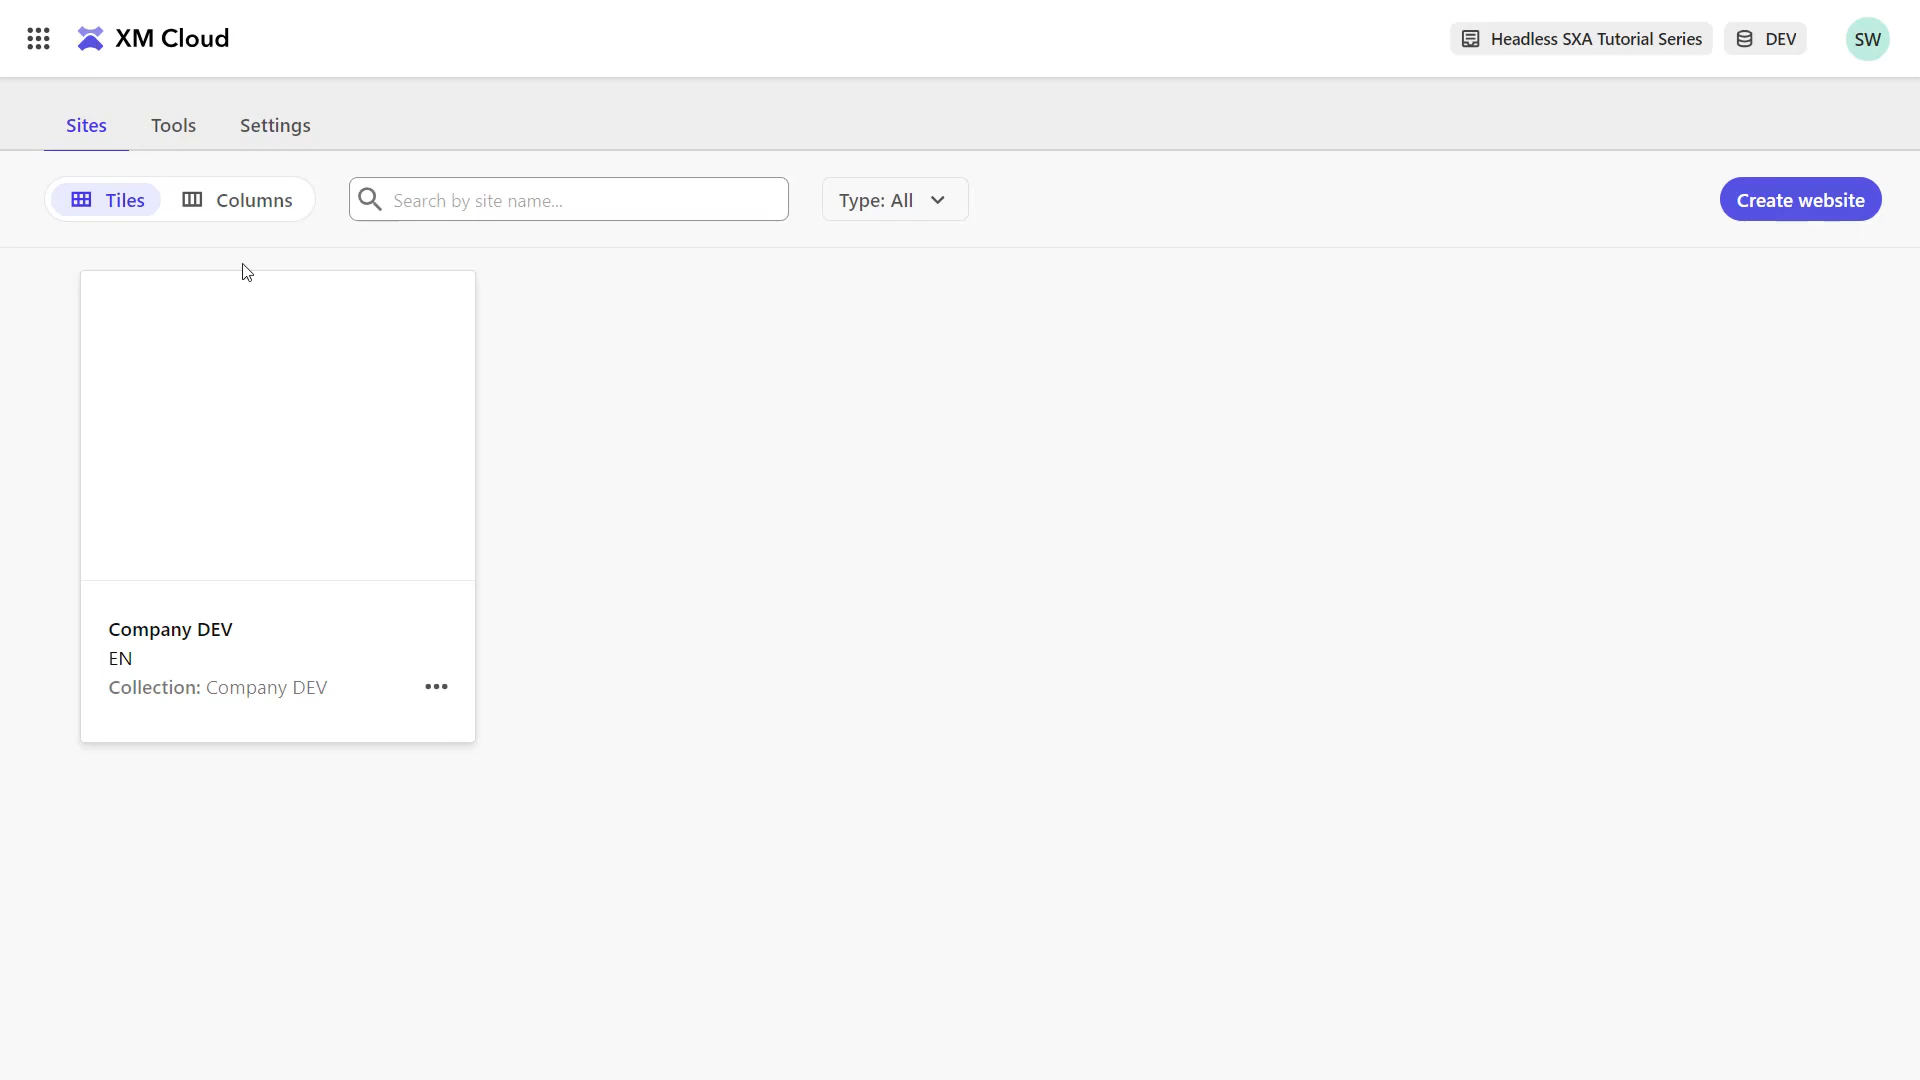 XM Cloud
Headless SXA Tutorial Series
DEV
SW
Sites
Tools
Settings
Tiles
Columns
Search by site name...
Type: All
Create website
Company DEV
EN
Collection: Company DEV